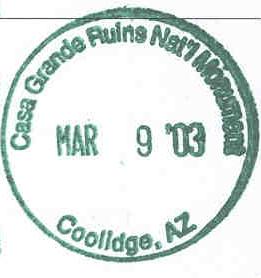 Casa Grande Ruins Nat'l Monument
MAR 9 '03
Coolidge, AZ